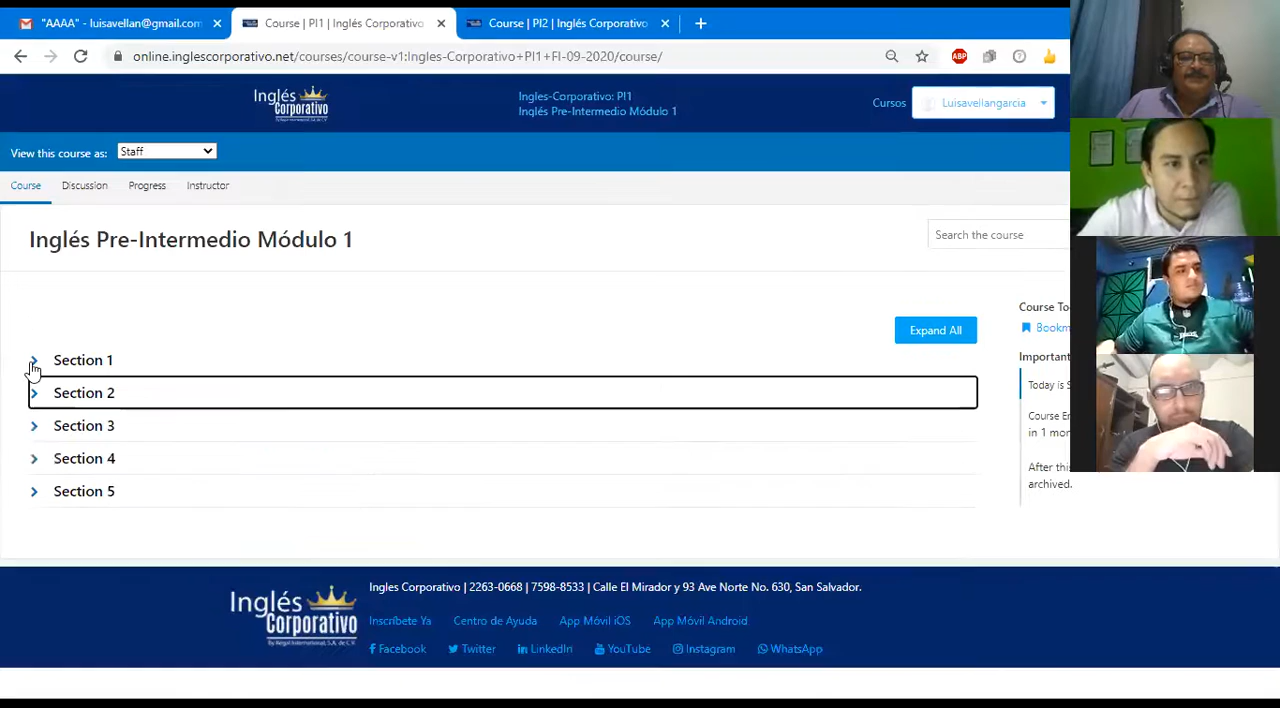 "AAAA" - luisavellan@gmail.com
Course | PI1 | Inglés Corporativo
Course | PI2 | Inglés Corporativo
online.inglescorporativo.net/courses/course-v1:Ingles-Corporativo+PI1+FI-09-2020/course/
ABP
Inglés
Corporativo
Ingles-Corporativo: PI1
Inglés Pre-Intermedio Módulo 1
Cursos
Luisavellangarcia
View this course as:
Staff
Course
Discussion
Progress
Instructor
Inglés Pre-Intermedio Módulo 1
Search the course
Expand All
Section 1
Section 2
Section 3
Section 4
Section 5
Course To
Bookm
Important
Today is S
Course En
in 1 mon
After this
archived.
Inglés
Corporativo
Ingles Corporativo | 2263-0668 | 7598-8533 | Calle El Mirador y 93 Ave Norte No. 630, San Salvador.
Inscríbete Ya
Centro de Ayuda
App Móvil iOS
App Móvil Android
Facebook
Twitter
LinkedIn
YouTube
Instagram
WhatsApp